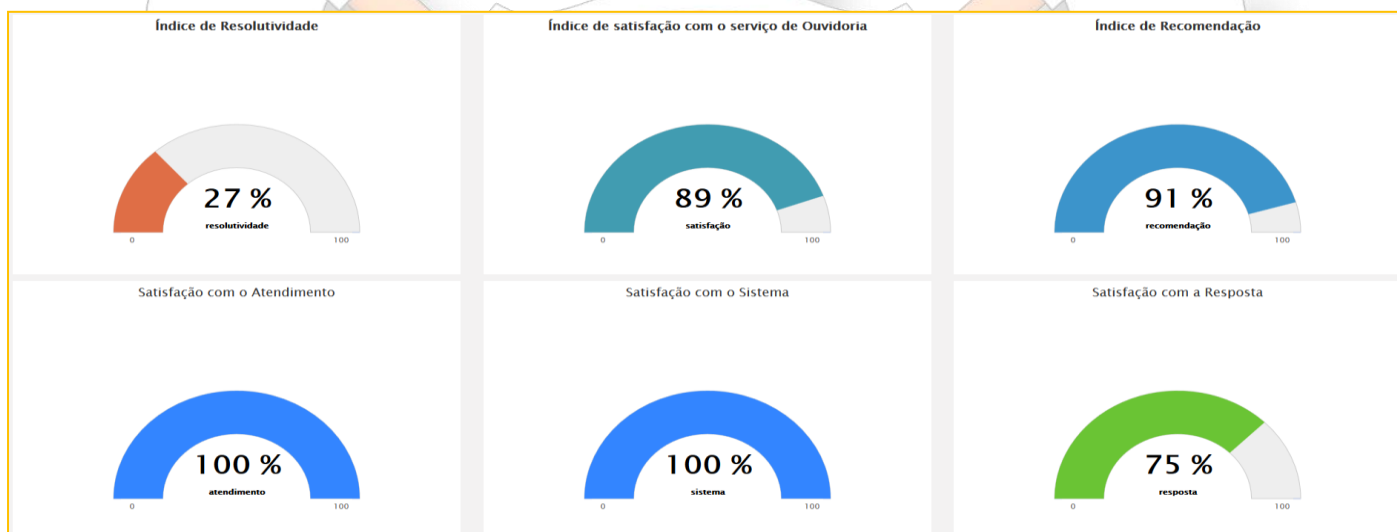 Índice de Resolutividade
27 %
resolutividade
0
100
Índice de satisfação com o serviço de Ouvidoria
89 %
satisfação
0
100
Índice de Recomendação
91 %
recomendação
0
100
Satisfação com o Atendimento
100 %
atendimento
0
100
Satisfação com o Sistema
100 %
sistema
0
100
Satisfação com a Resposta
75 %
resposta
0
100